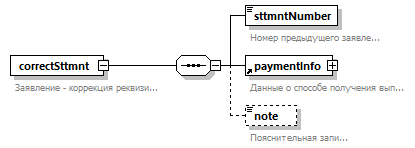 sttmntNumber
Номер предыдущего заявле...
correctSttmnt
Заявление - коррекция реквизи...
paymentInfo
Данные о способе получения вып...
note
Пояснительная запи...